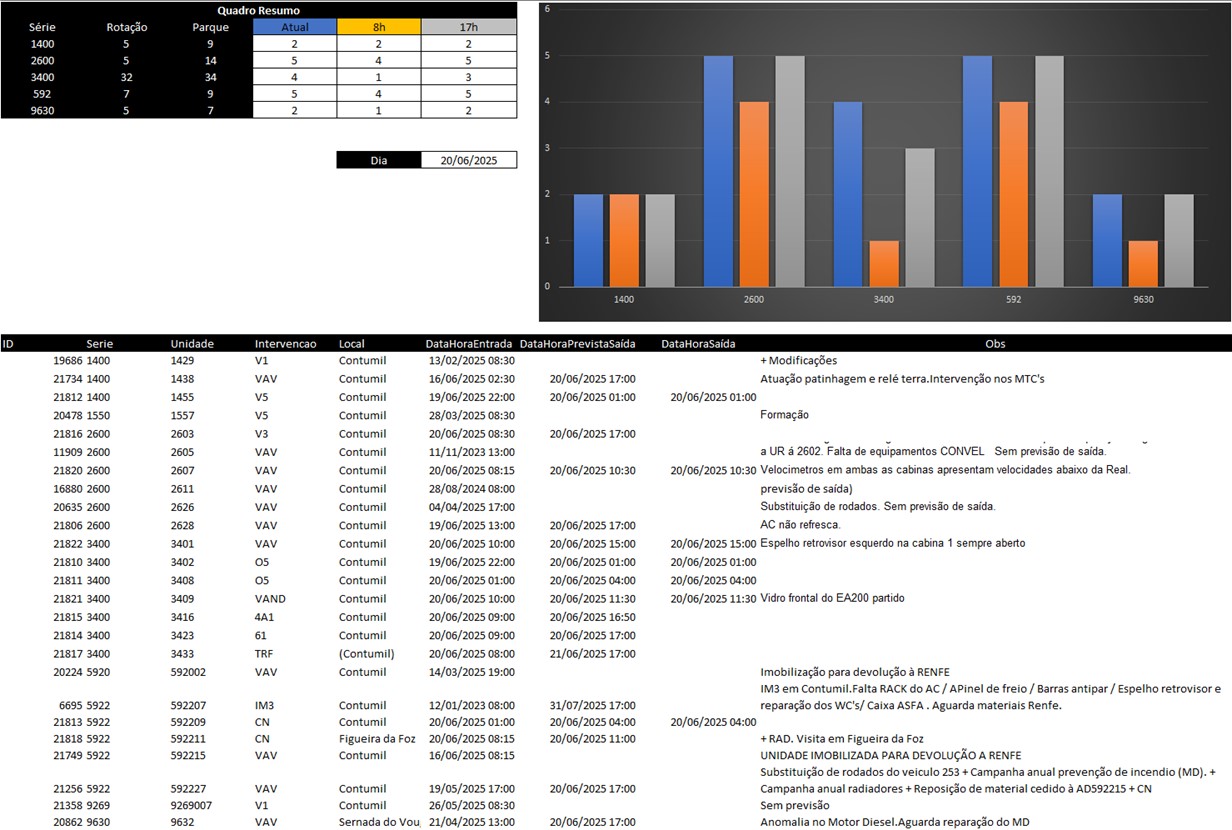 Quadro Resumo
Série Rotação Parque Atual 8h 17h
1400 5 9 2 2 2
2600 5 14 5 4 5
3400 32 34 4 1 3
592 7 9 5 4 5
9630 5 7 2 1 2
Dia 20/06/2025
6
5
4
3
2
1
0
1400 2600 3400 592 9630
ID Serie Unidade Intervencao Local DataHoraEntrada DataHoraPrevistaSaída DataHoraSaída Obs
19686 1400 1429 V1 Contumil 13/02/2025 08:30 + Modificações
21734 1400 1438 VAV Contumil 16/06/2025 02:30 20/06/2025 17:00 Atuação patinhagem e relé terra.Intervenção nos MTC's
21812 1400 1455 V5 Contumil 19/06/2025 22:00 20/06/2025 01:00 20/06/2025 01:00
20478 1550 1557 V5 Contumil 28/03/2025 08:30 Formação
21816 2600 2603 V3 Contumil 20/06/2025 08:30 20/06/2025 17:00
11909 2600 2605 VAV Contumil 11/11/2023 13:00 a UR á 2602. Falta de equipamentos CONVEL Sem previsão de saída.
21820 2600 2607 VAV Contumil 20/06/2025 08:15 20/06/2025 10:30 20/06/2025 10:30 Velocimetros em ambas as cabinas apresentam velocidades abaixo da Real.
16880 2600 2611 VAV Contumil 28/08/2024 08:00 previsão de saída)
20635 2600 2626 VAV Contumil 04/04/2025 17:00 Substituição de rodados. Sem previsão de saída.
21806 2600 2628 VAV Contumil 19/06/2025 13:00 20/06/2025 17:00 AC não refresca.
21822 3400 3401 VAV Contumil 20/06/2025 10:00 20/06/2025 15:00 20/06/2025 15:00 Espelho retrovisor esquerdo na cabina 1 sempre aberto
21810 3400 3402 O5 Contumil 19/06/2025 22:00 20/06/2025 01:00 20/06/2025 01:00
21811 3400 3408 O5 Contumil 20/06/2025 01:00 20/06/2025 04:00 20/06/2025 04:00
21821 3400 3409 VAND Contumil 20/06/2025 10:00 20/06/2025 11:30 20/06/2025 11:30 Vidro frontal do EA200 partido
21815 3400 3416 4A1 Contumil 20/06/2025 09:00 20/06/2025 16:50
21814 3400 3423 61 Contumil 20/06/2025 09:00 20/06/2025 17:00
21817 3400 3433 TRF (Contumil) 20/06/2025 08:00 21/06/2025 17:00
20224 5920 592002 VAV Contumil 14/03/2025 19:00 Imobilização para devolução à RENFE
IM3 em Contumil.Falta RACK do AC / APinel de freio / Barras antipar / Espelho retrovisor e
6695 5922 592207 IM3 Contumil 12/01/2023 08:00 31/07/2025 17:00 reparação dos WC's/ Caixa ASFA . Aguarda materiais Renfe.
21813 5922 592209 CN Contumil 20/06/2025 01:00 20/06/2025 04:00 20/06/2025 04:00
21818 5922 592211 CN Figueira da Foz 20/06/2025 08:15 20/06/2025 11:00 + RAD. Visita em Figueira da Foz
21749 5922 592215 VAV Contumil 16/06/2025 08:15 UNIDADE IMOBILIZADA PARA DEVOLUÇÃO A RENFE
Substituição de rodados do veiculo 253 + Campanha anual prevenção de incendio (MD). +
21256 5922 592227 VAV Contumil 19/05/2025 17:00 20/06/2025 17:00 Campanha anual radiadores + Reposição de material cedido à AD592215 + CN
21358 9269 9269007 V1 Contumil 26/05/2025 08:30 Sem previsão
20862 9630 9632 VAV Sernada do Vou 21/04/2025 13:00 20/06/2025 17:00 Anomalia no Motor Diesel.Aguarda reparação do MD